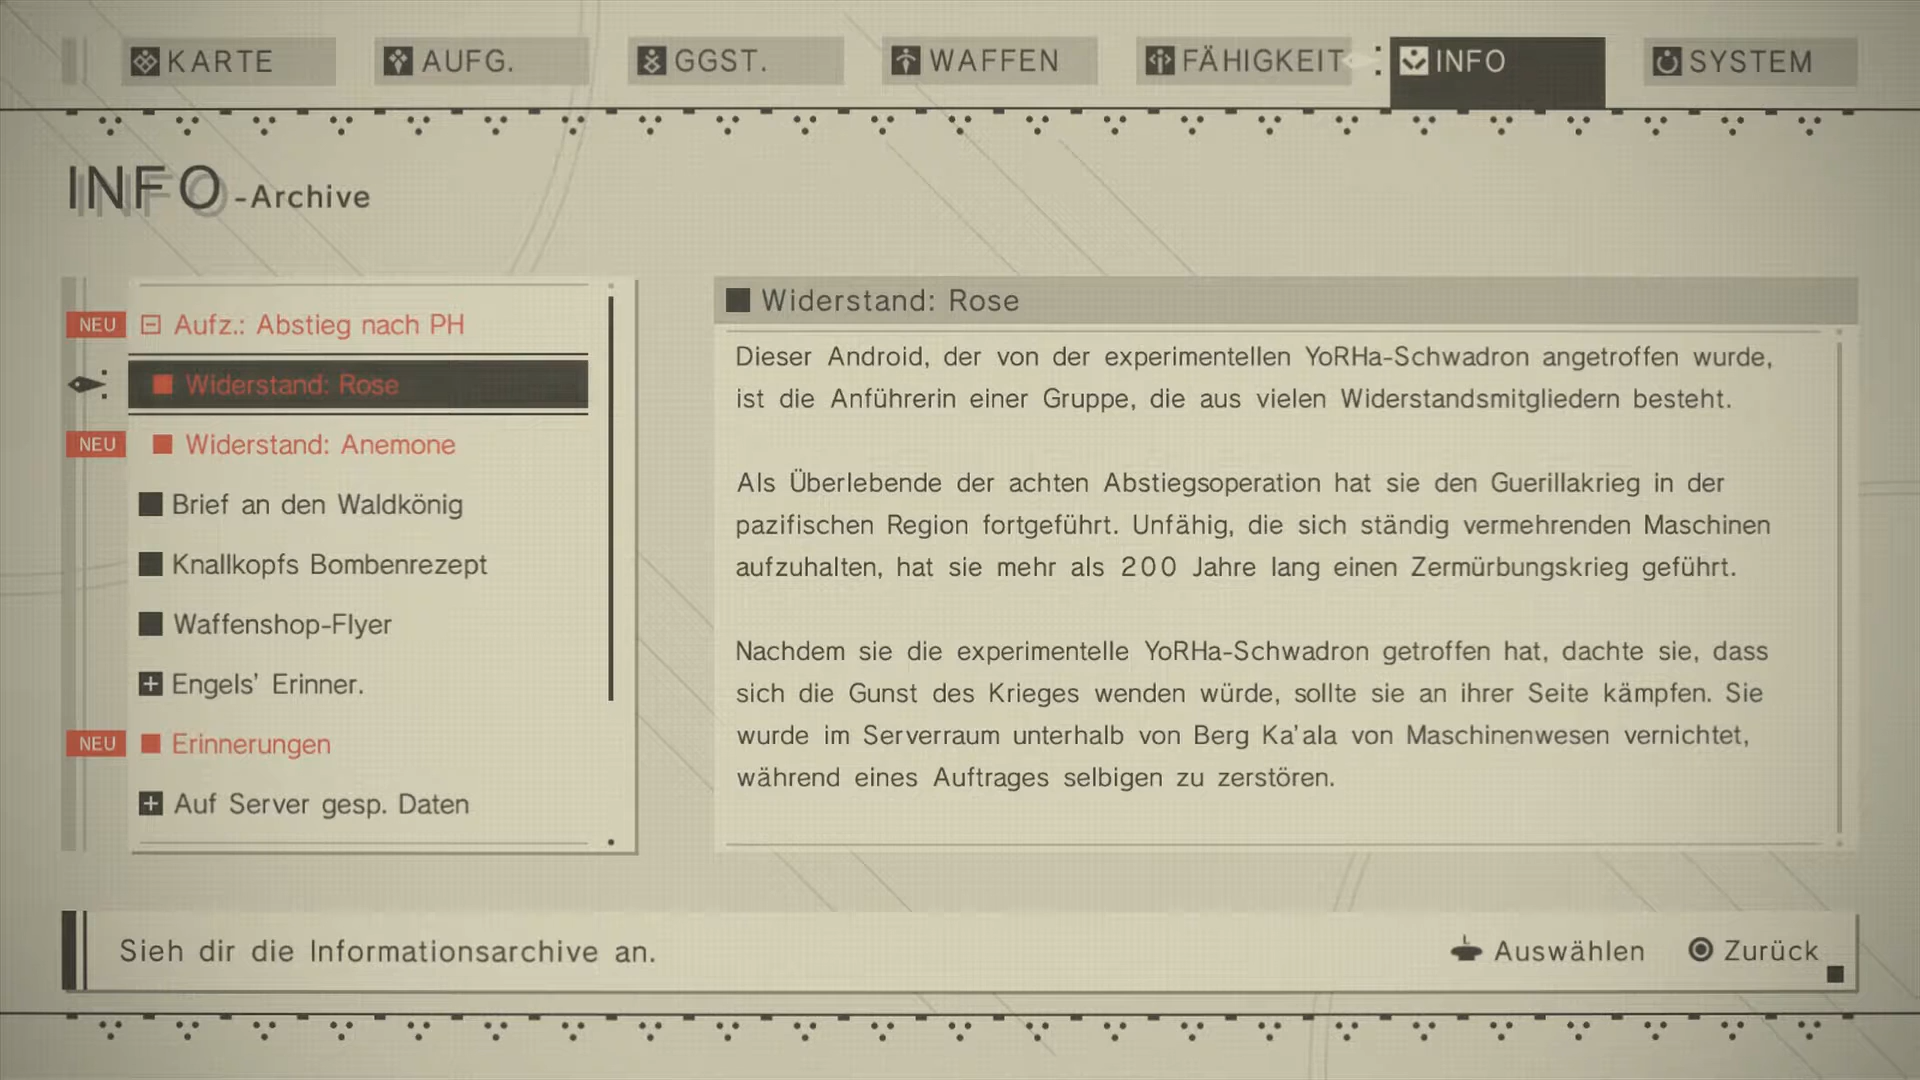 KARTE
AUFG.
GGST.
WAFFEN
FÄHIGKEIT
INFO
SYSTEM
INFO -Archive
NEU Aufz.: Abstieg nach PH
Widerstand: Rose
NEU Widerstand: Anemone
Brief an den Waldkönig
Knallkopfs Bombenrezept
Waffenshop-Flyer
Engels' Erinner.
NEU Erinnerungen
Auf Server gesp. Daten
Widerstand: Rose
Dieser Android, der von der experimentellen YoRHa-Schwadron angetroffen wurde,
ist die Anführerin einer Gruppe, die aus vielen Widerstandsmitgliedern besteht.
Als Überlebende der achten Abstiegsoperation hat sie den Guerillakrieg in der
pazifischen Region fortgeführt. Unfähig, die sich ständig vermehrenden Maschinen
aufzuhalten, hat sie mehr als 200 Jahre lang einen Zermürbungskrieg geführt.
Nachdem sie die experimentelle YoRHa-Schwadron getroffen hat, dachte sie, dass
sich die Gunst des Krieges wenden würde, sollte sie an ihrer Seite kämpfen. Sie
wurde im Serverraum unterhalb von Berg Ka'ala von Maschinenwesen vernichtet,
während eines Auftrages selbigen zu zerstören.
Sieh dir die Informationsarchive an.
L Auswählen
Zurück